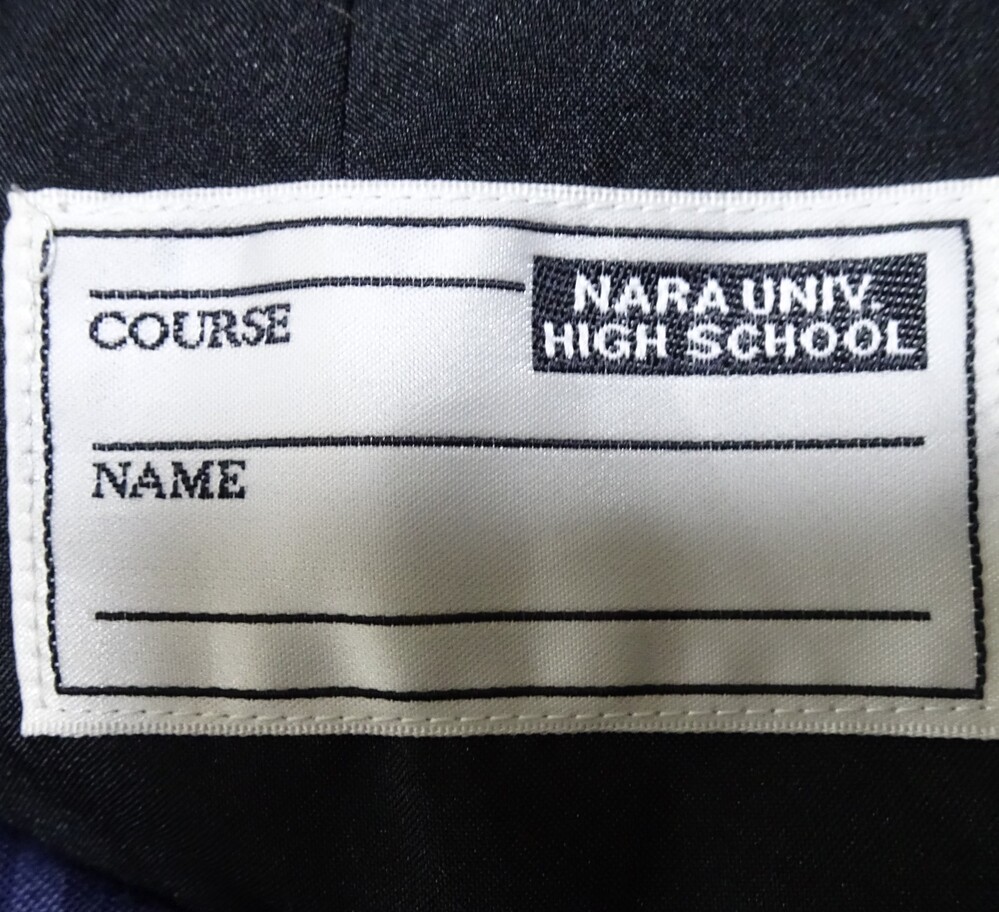 NARA UNIV.
HIGH SCHOOL
COURSE
NAME